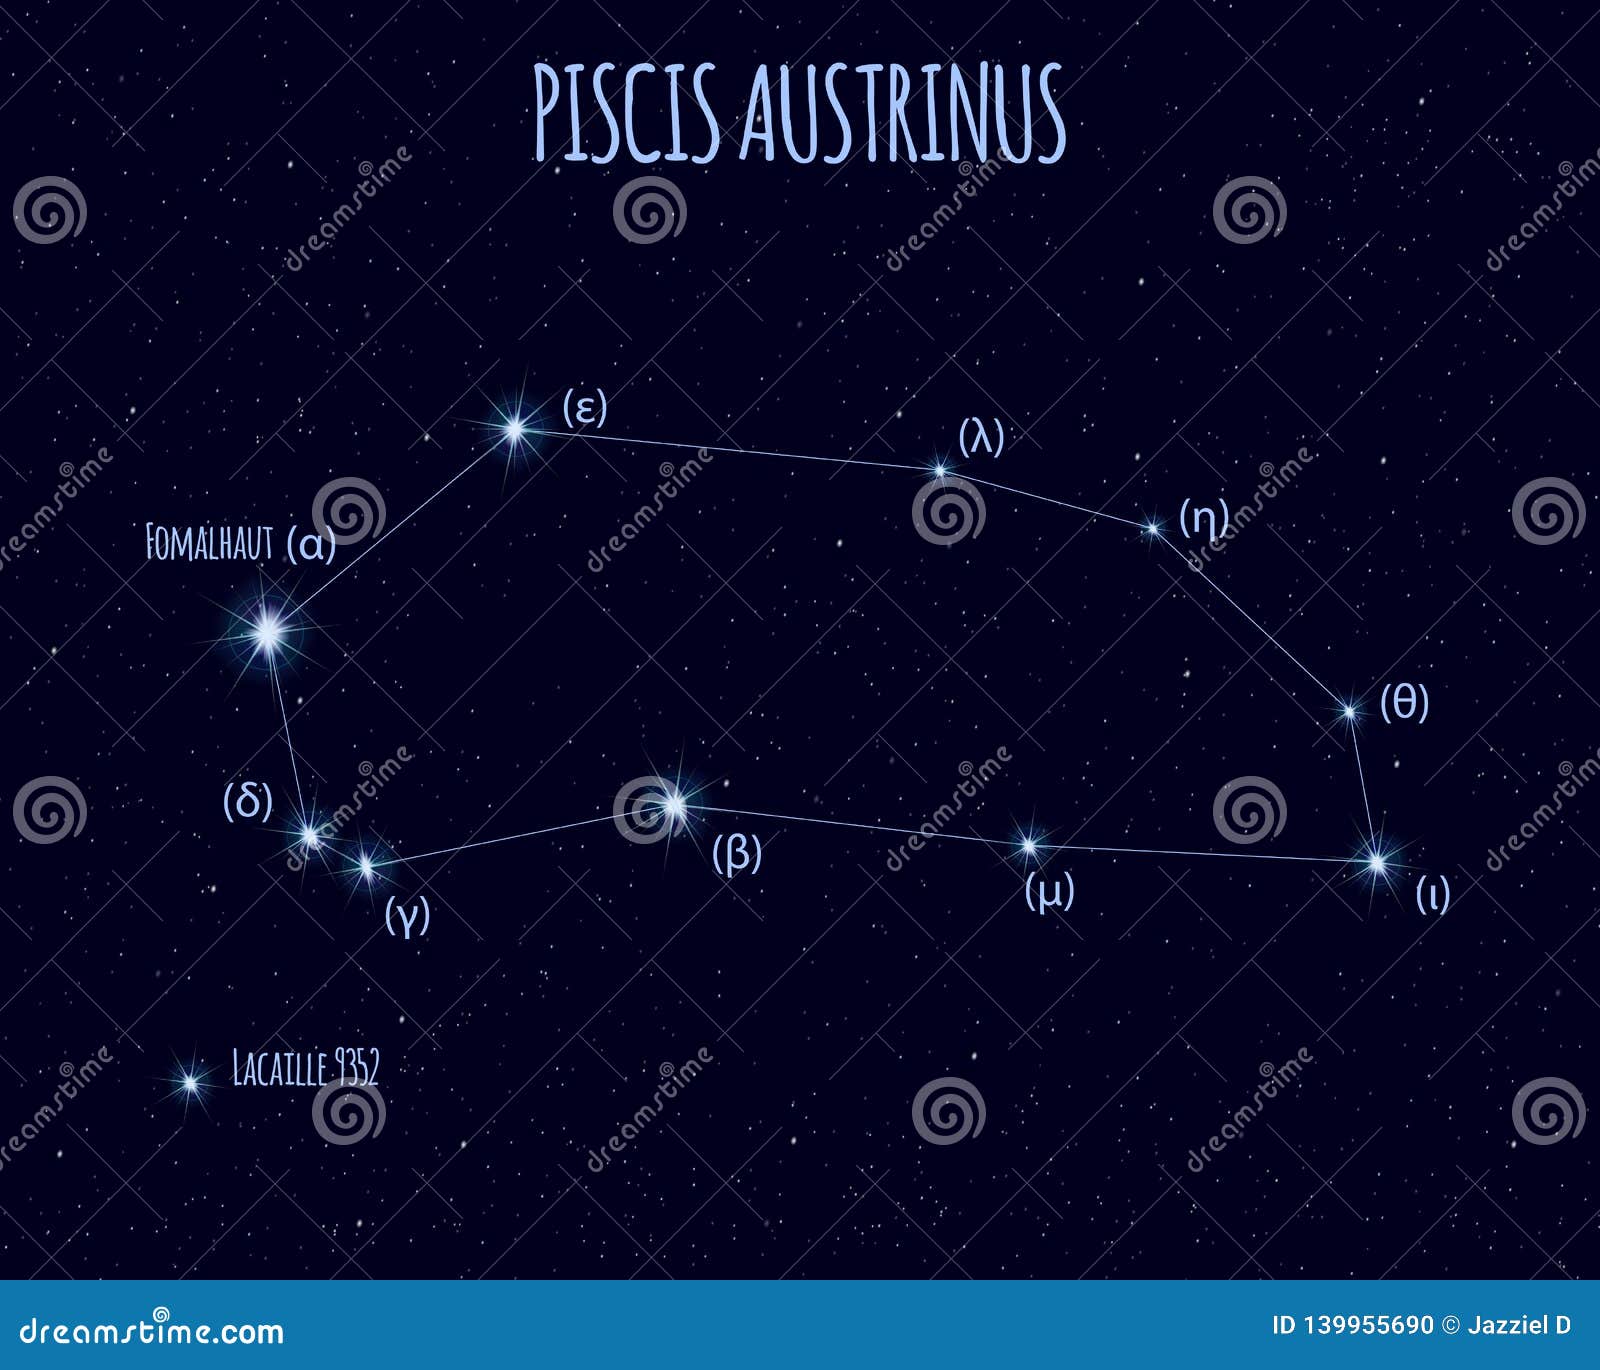 PISCIS AUSTRINUS
(ε)
(λ)
(η)
FOMALHAUT (α)
(θ)
(δ)
(β)
(μ)
(ι)
(γ)
LACAILLE 9352
dreamstime.com
ID 139955690 © Jazziel D